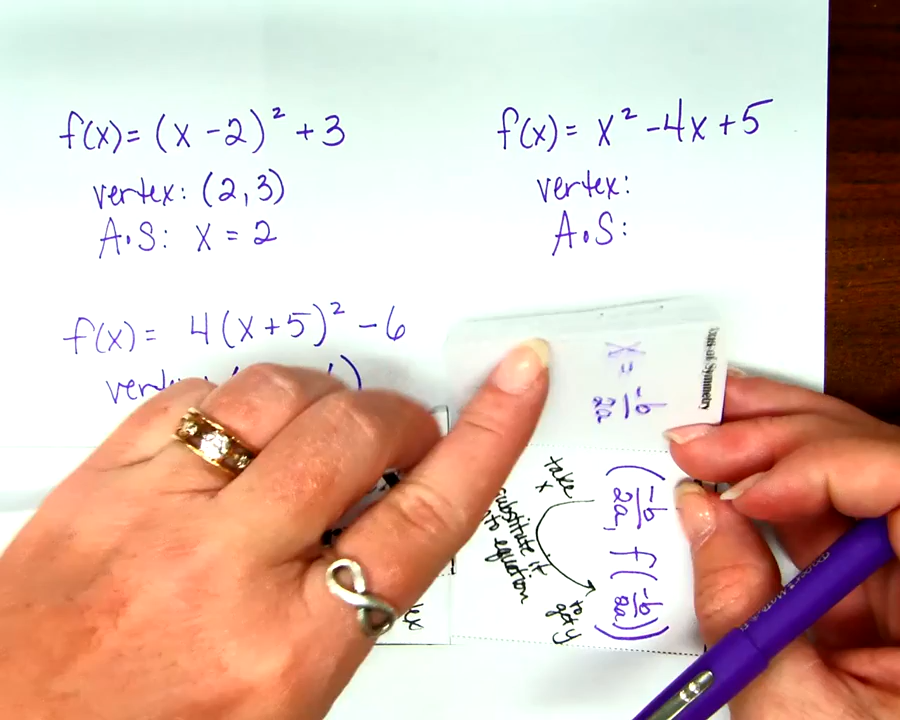 f(x) = (x - 2)² + 3
vertex: (2, 3)
A.S: x = 2
f(x) = 4(x + 5)² - 6
f(x) = x² - 4x + 5
vertex:
A.S:
of Symmetry
x = -b/2a
(-b/2a, f(-b/2a))
take x
substitute it
into equation
to get y